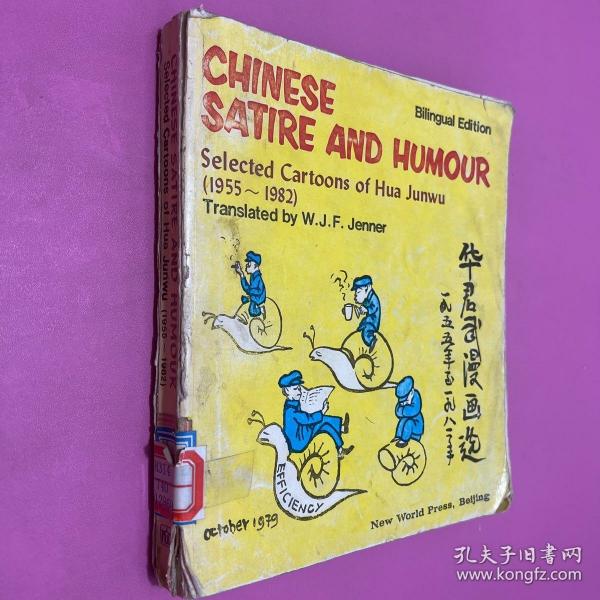 CHINESE
SATIRE AND HUMOUR
Bilingual Edition
Selected Cartoons of Hua Junwu
(1955~1982)
Translated by W.J.F. Jenner
华君武漫画选
一九五五年至一九八二年
EFFICIENCY
October 1979
New World Press, Beijing
CHINESE SATIRE AND HUMOUR
Selected Cartoons of Hua Junwu (1955~1982)
孔夫子旧书网
www.kongfz.com